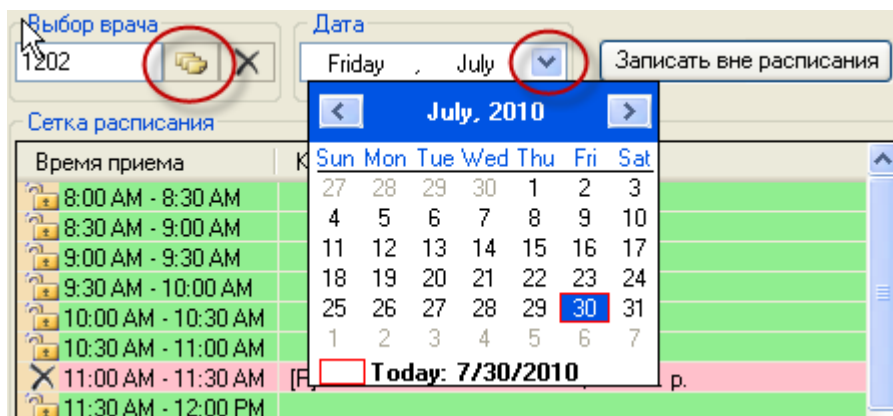 Выбор врача
Дата
1202
Friday , July
Записать вне расписания
July, 2010
Сетка расписания
Время приема К
Sun Mon Tue Wed Thu Fri Sat
27 28 29 30 1 2 3
4 5 6 7 8 9 10
11 12 13 14 15 16 17
18 19 20 21 22 23 24
25 26 27 28 29 30 31
1 2 3 4 5 6 7
Today: 7/30/2010
8:00 AM - 8:30 AM
8:30 AM - 9:00 AM
9:00 AM - 9:30 AM
9:30 AM - 10:00 AM
10:00 AM - 10:30 AM
10:30 AM - 11:00 AM
11:00 AM - 11:30 AM р.
11:30 AM - 12:00 PM